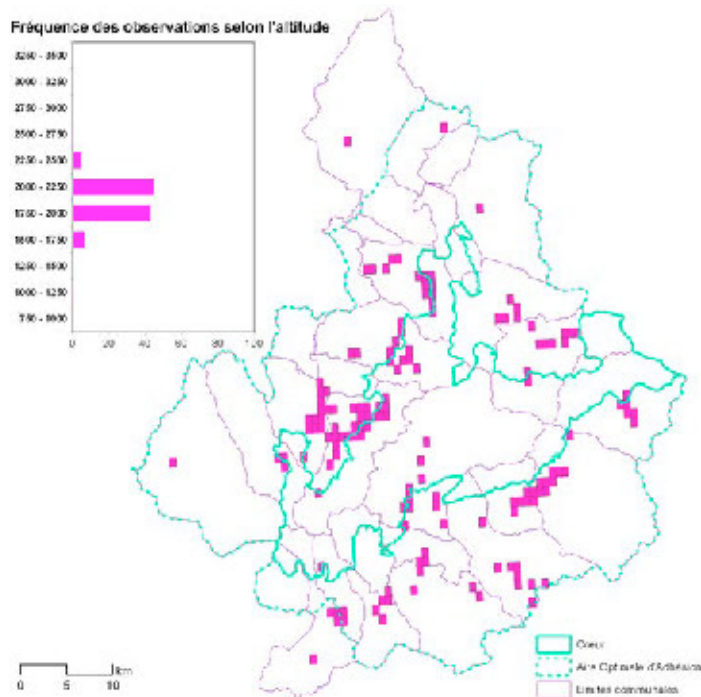 Fréquence des observations selon l'altitude
3250 - 3500
3000 - 3250
2750 - 3000
2500 - 2750
2250 - 2500
2000 - 2250
1750 - 2000
1500 - 1750
1250 - 1500
1000 - 1250
750 - 1000
0 20 40 60 80 100
0 5 10 km
Coeur
Aire Optimale d'Adhésion
Limites communales